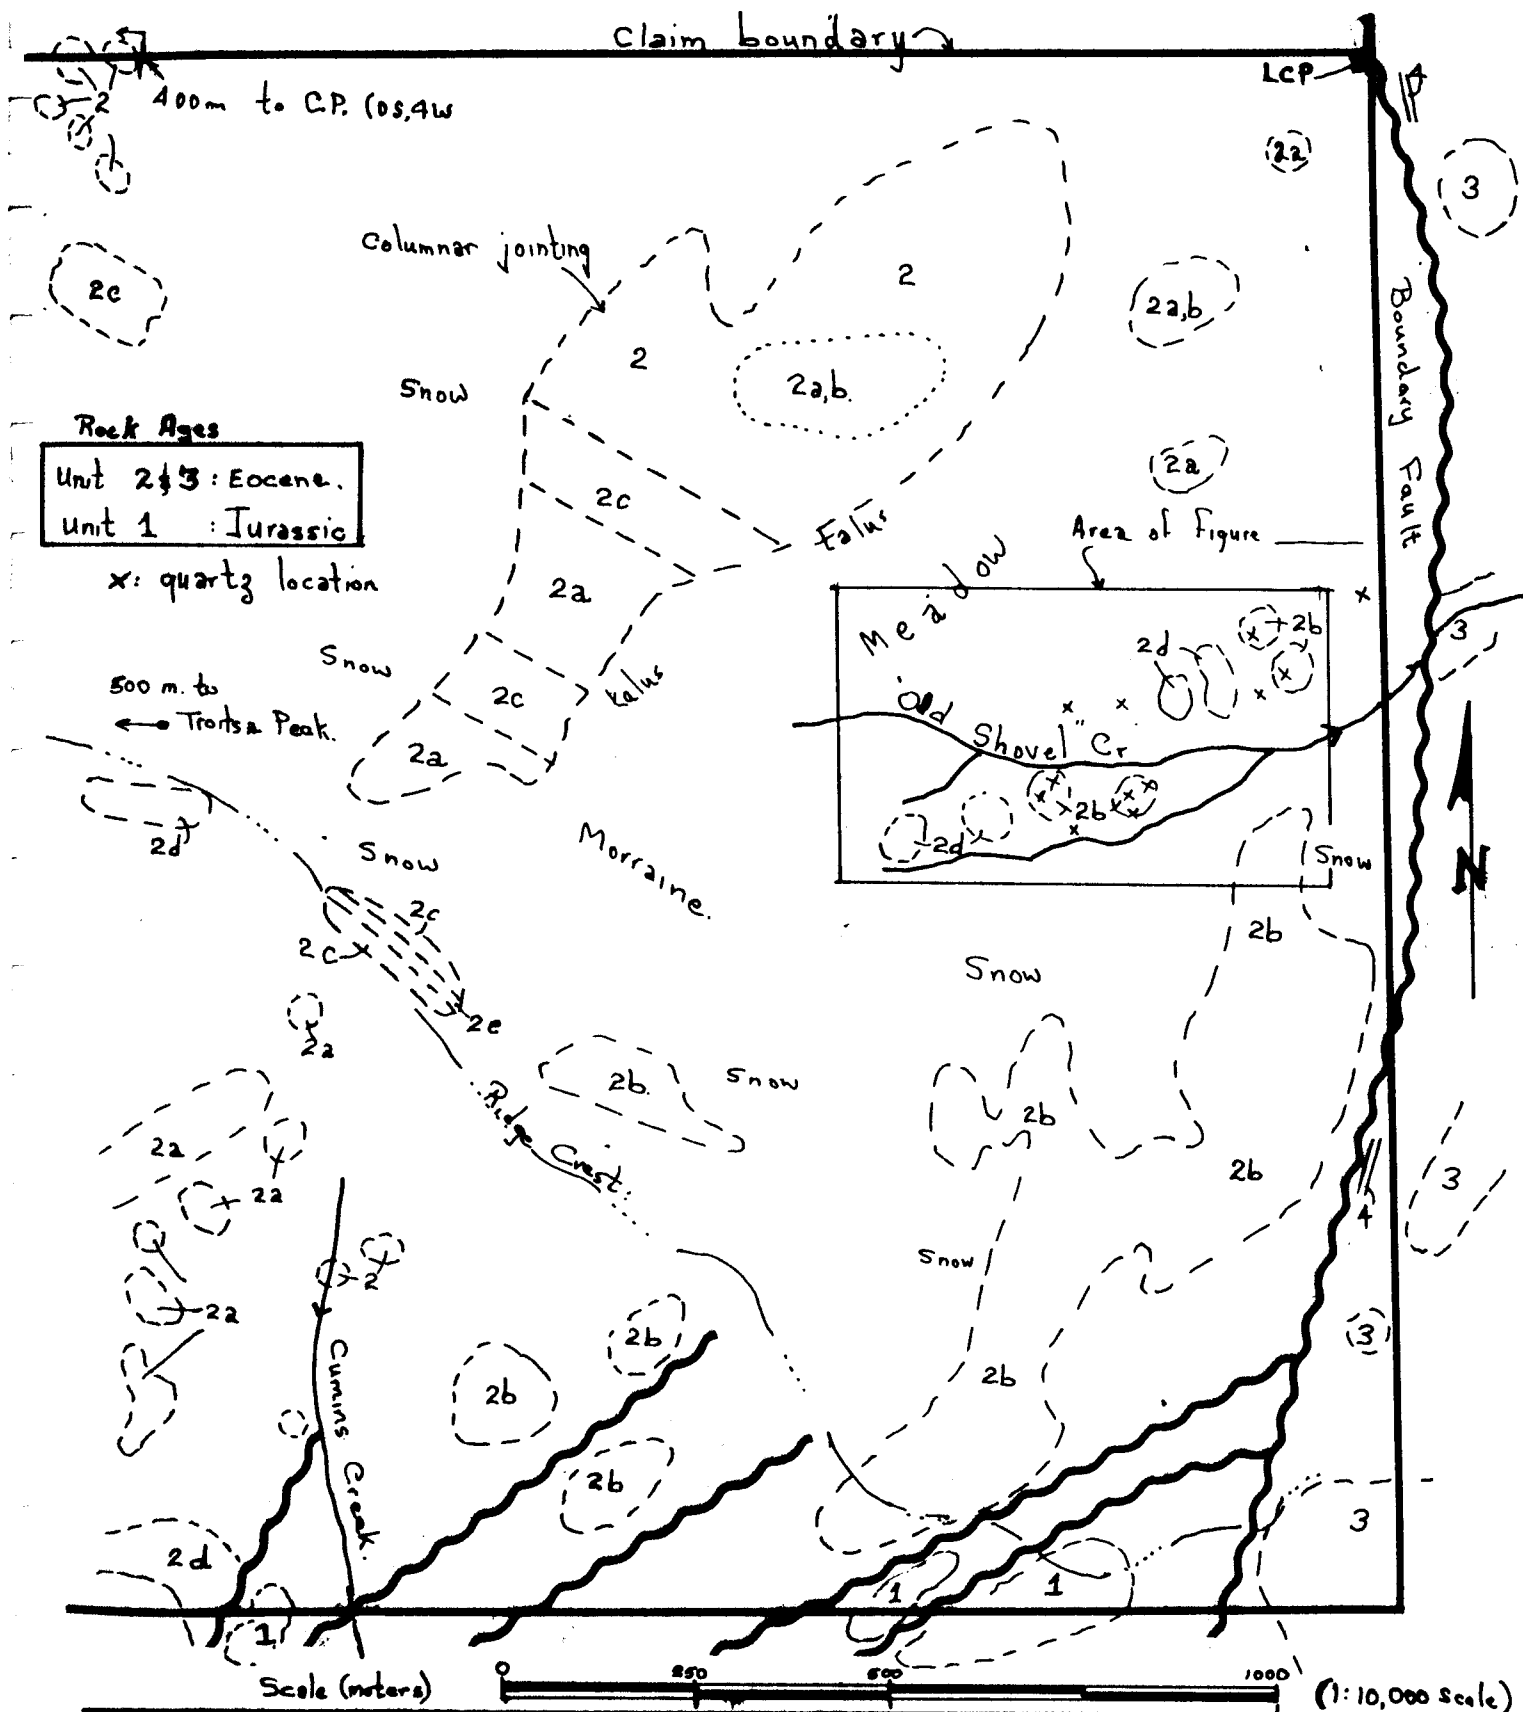 Claim boundary
LCP
4
2
400m to C.P. (0S,4W
2a
3
Columnar jointing
2
2c
2a,b
2
2a,b.
Snow
Rock Ages
Unit 2&3 : Eocene.
Unit 1 : Jurassic
x: quartz location
Boundary Fault
2a
2c
Talus
Area of Figure
2a
Meadow
2b
3
2d
Snow
500 m. to
Troitsa Peak.
2c
talus
"Old Shovel" Cr
2a
2d
Snow
Morraine.
2b
2d
Snow
N
2c
2c
2b
Snow
2e
2a
2b.
Snow
2b
Ridge Crest.
2a
2b
3
2a
4
Snow
2
2a
3
2b
2b
2b
Cummins Creek.
2b
3
2d
1
1
1
Scale (meters)
0 250 500 1000
(1:10,000 Scale)